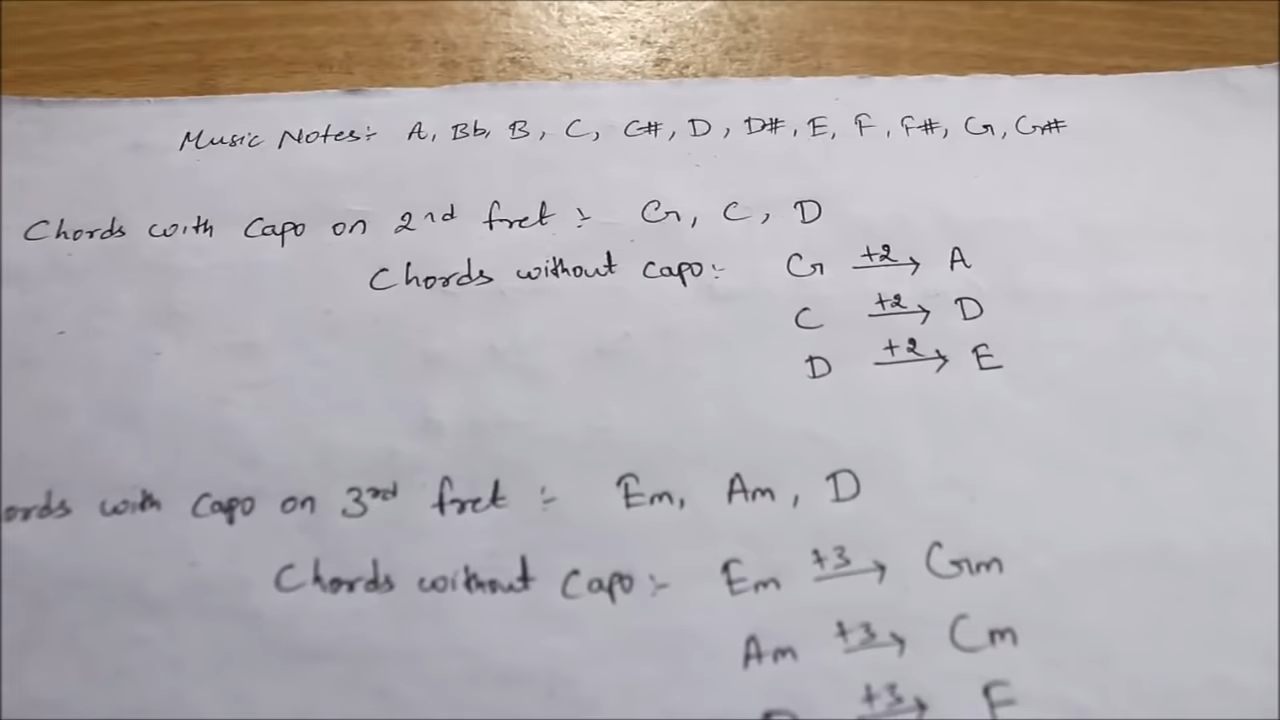 Music Notes:- A, Bb, B, C, C#, D, D#, E, F, F#, G, G#
Chords with Capo on 2nd fret :- G, C, D
Chords without capo:- G +2→ A
C +2→ D
D +2→ E
ords with Capo on 3rd fret :- Em, Am, D
Chords without Capo:- Em +3→ Gm
Am +3→ Cm
D +3→ F